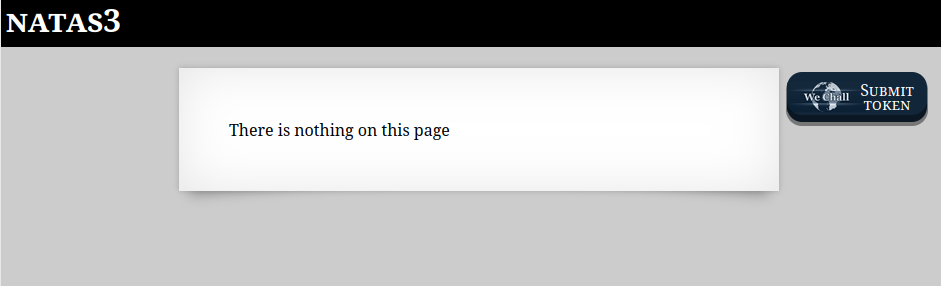 NATAS3
There is nothing on this page
We Chall
SUBMIT
TOKEN